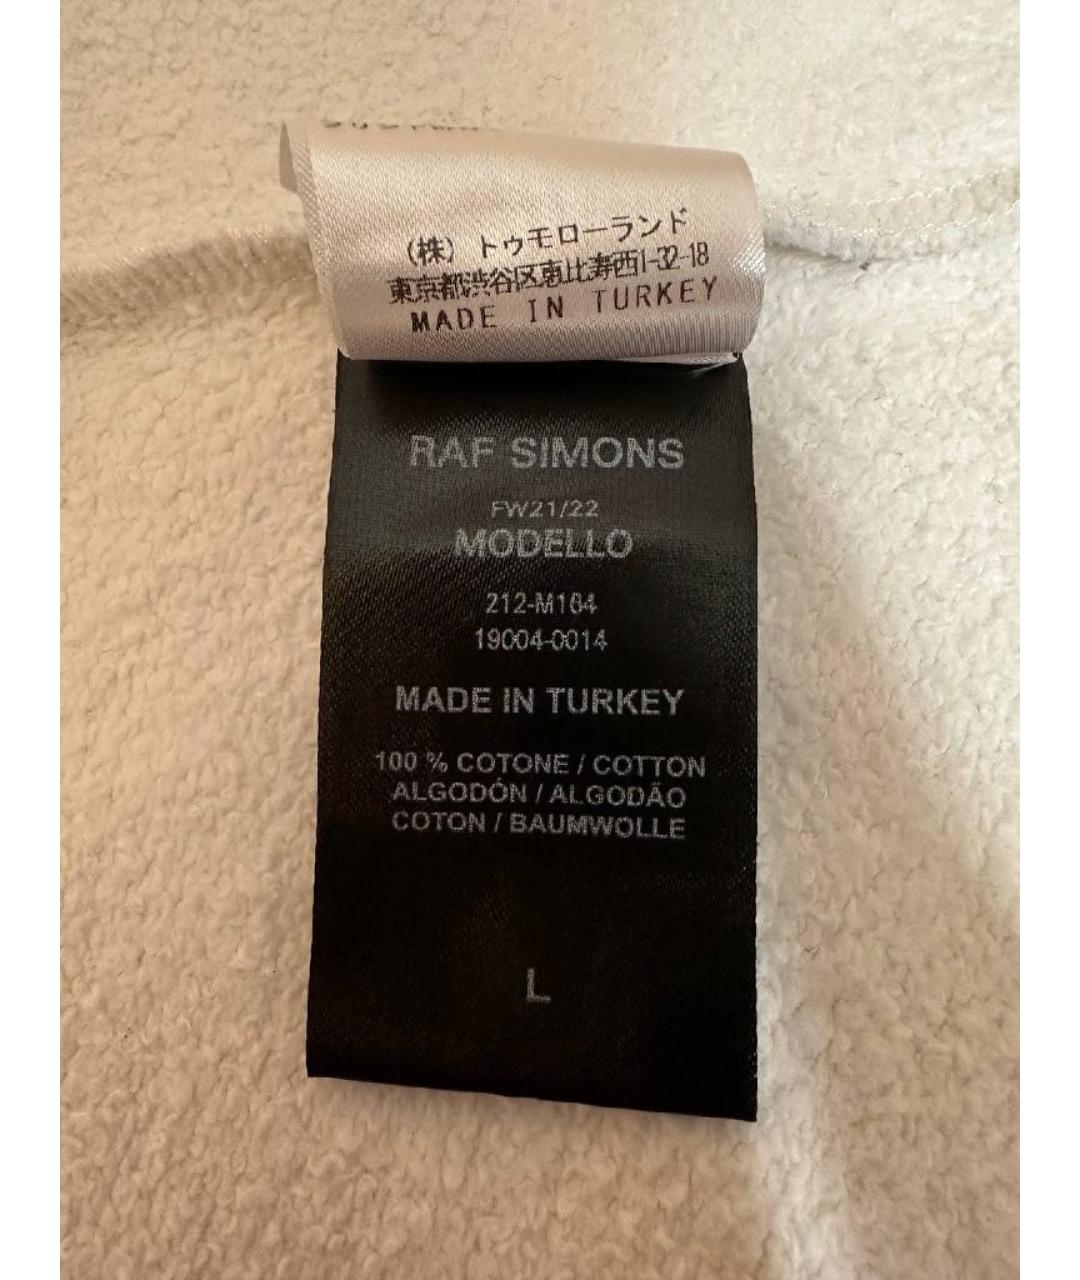 (株) トゥモローランド
東京都渋谷区恵比寿西1-32-18
MADE IN TURKEY
RAF SIMONS
FW21/22
MODELLO
212-M164
19004-0014
MADE IN TURKEY
100 % COTONE / COTTON
ALGODÓN / ALGODÃO
COTON / BAUMWOLLE
L